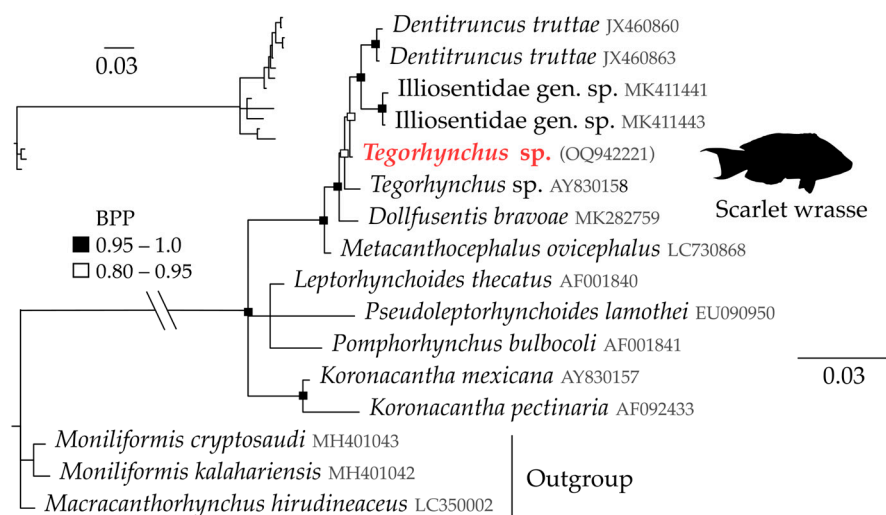 0.03
Dentitruncus truttae JX460860
Dentitruncus truttae JX460863
Illiosentidae gen. sp. MK411441
Illiosentidae gen. sp. MK411443
Tegorhynchus sp. (OQ942221)
Tegorhynchus sp. AY830158
Dollfusentis bravoae MK282759
Metacanthocephalus ovicephalus LC730868
Leptorhynchoides thecatus AF001840
Pseudoleptorhynchoides lamothei EU090950
Pomphorhynchus bulbocoli AF001841
Koronacantha mexicana AY830157
Koronacantha pectinaria AF092433
Moniliformis cryptosaudi MH401043
Moniliformis kalahariensis MH401042
Macracanthorhynchus hirudineaceus LC350002
Scarlet wrasse
BPP
0.95 – 1.0
0.80 – 0.95
0.03
Outgroup